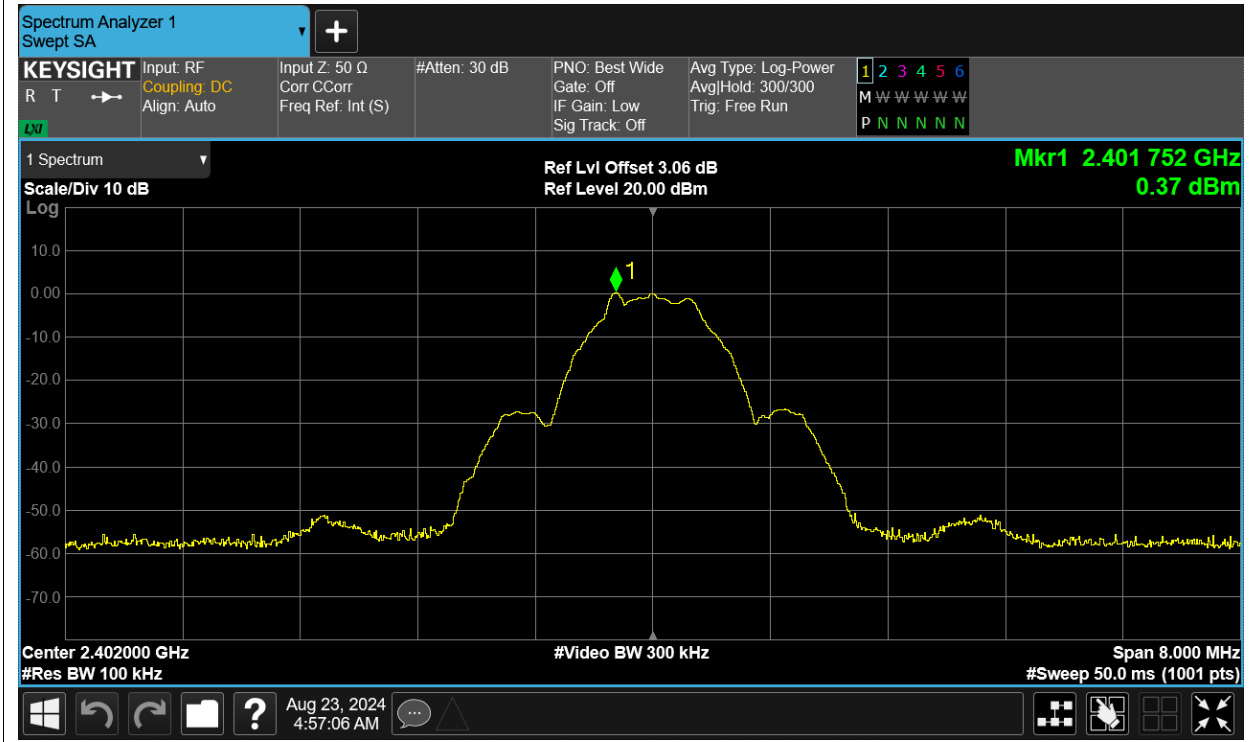 Spectrum Analyzer 1
Swept SA
KEYSIGHT Input: RF Input Z: 50 Ω #Atten: 30 dB PNO: Best Wide Avg Type: Log-Power 1 2 3 4 5 6
R T Coupling: DC Corr CCorr Gate: Off Avg|Hold: 300/300 M W W W W W
Align: Auto Freq Ref: Int (S) IF Gain: Low Trig: Free Run
LXI Sig Track: Off P N N N N N
1 Spectrum Ref Lvl Offset 3.06 dB Mkr1 2.401 752 GHz
Scale/Div 10 dB Ref Level 20.00 dBm 0.37 dBm
Log
10.0
1
0.00
-10.0
-20.0
-30.0
-40.0
-50.0
-60.0
-70.0
Center 2.402000 GHz #Video BW 300 kHz Span 8.000 MHz
#Res BW 100 kHz #Sweep 50.0 ms (1001 pts)
? Aug 23, 2024
4:57:06 AM